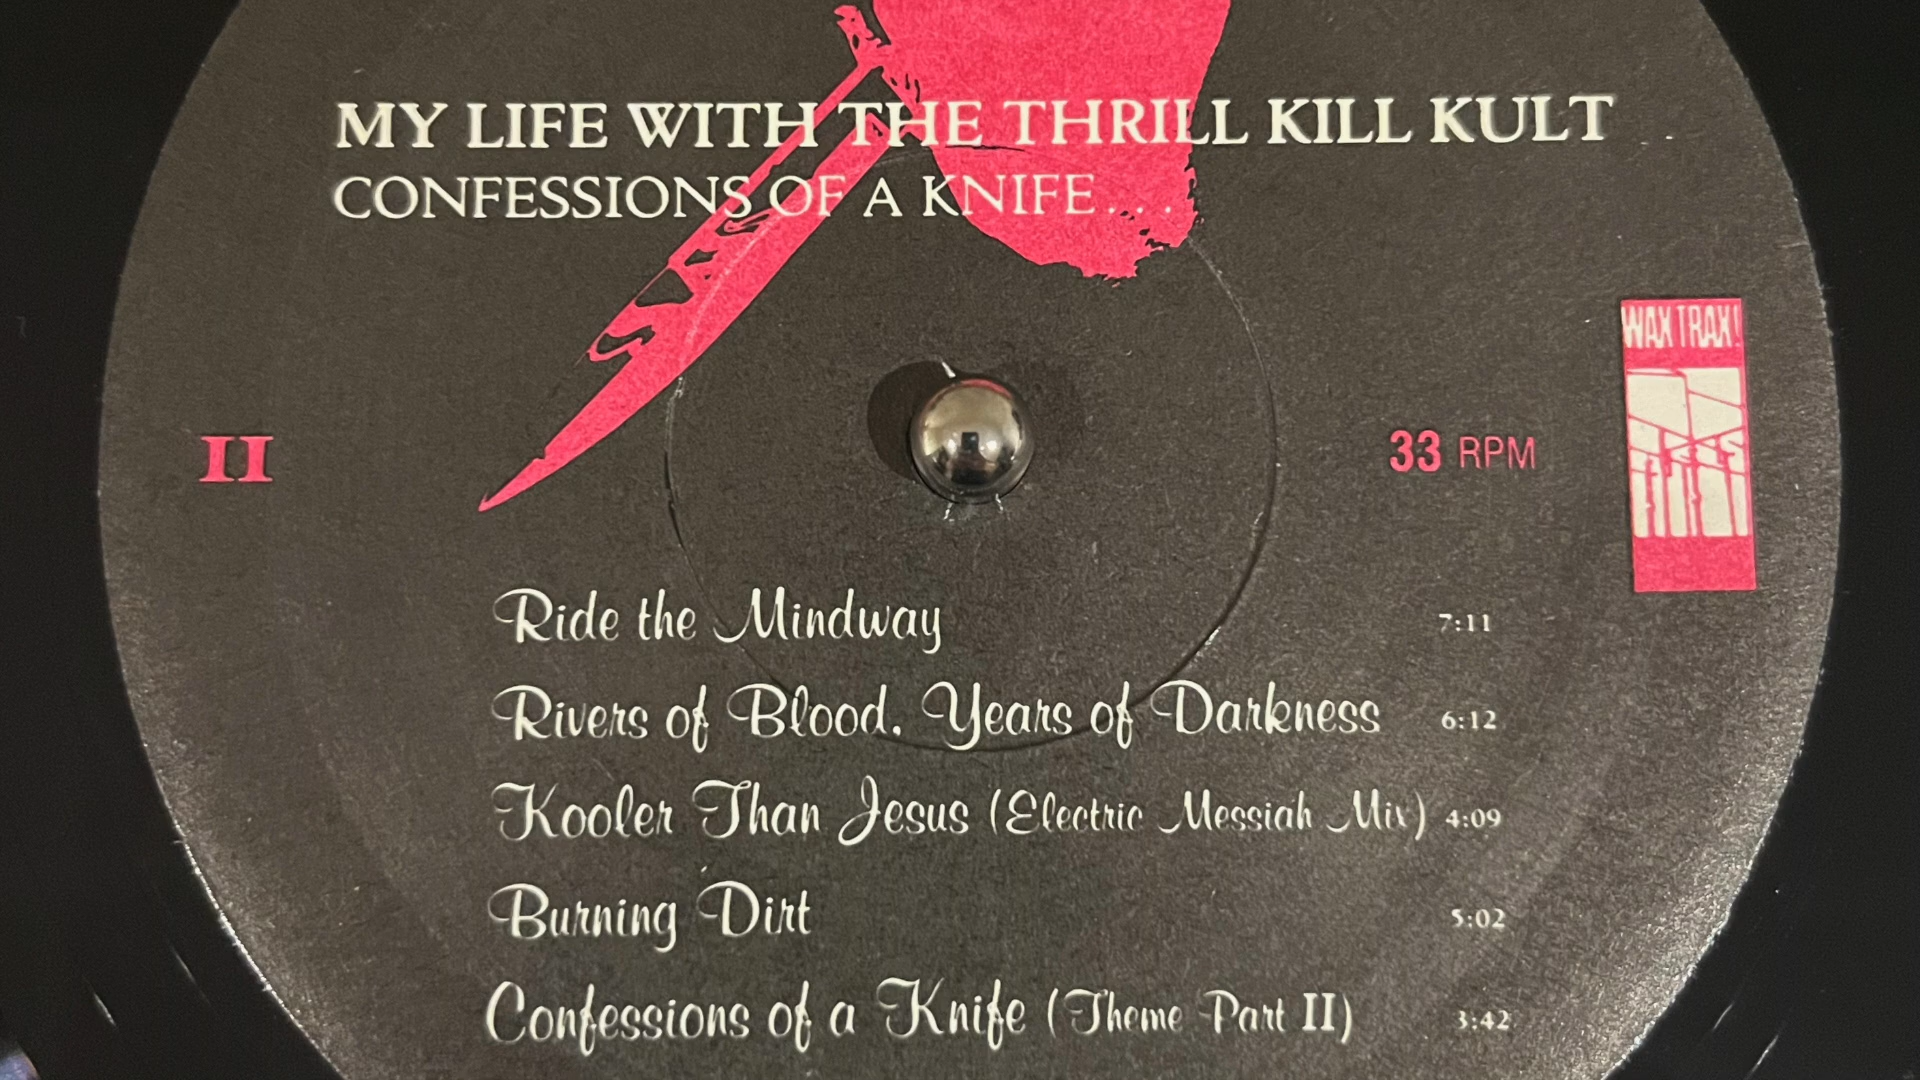 MY LIFE WITH THE THRILL KILL KULT
CONFESSIONS OF A KNIFE...
WAX TRAX!
II
33 RPM
Ride the Mindway 7:11
Rivers of Blood, Years of Darkness 6:12
Kooler Than Jesus (Electric Messiah Mix) 4:09
Burning Dirt 5:02
Confessions of a Knife (Theme Part II) 3:42